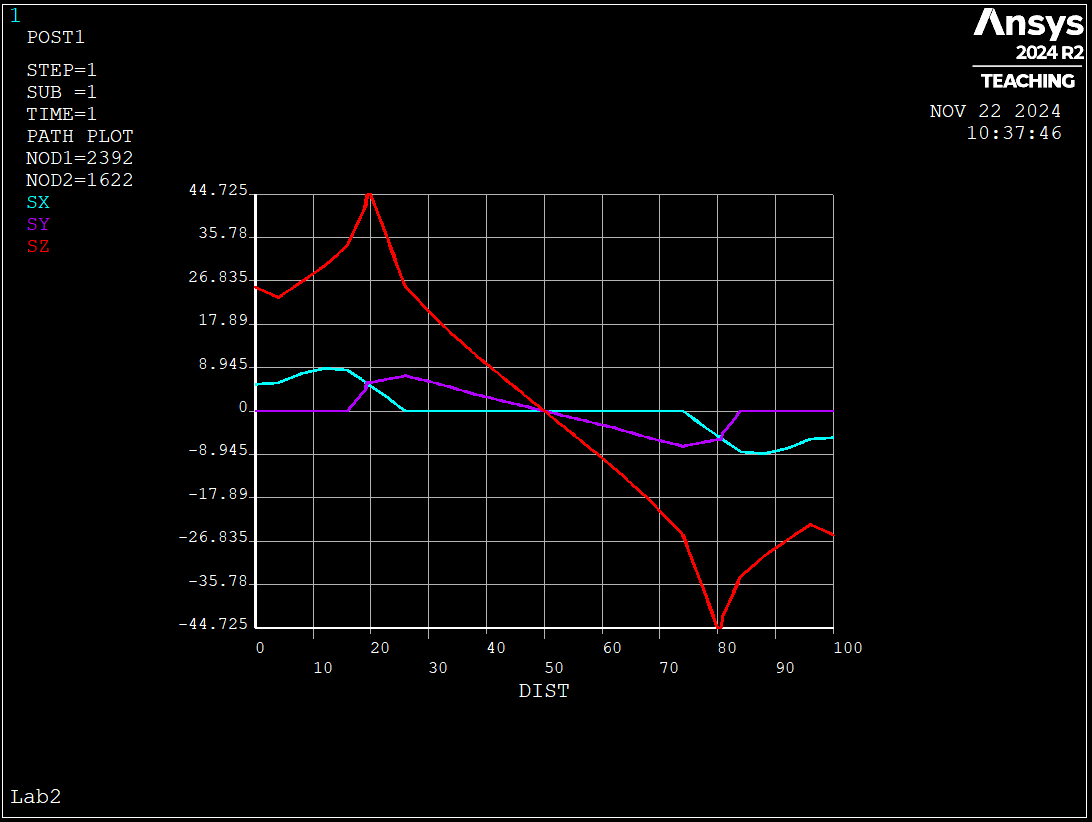 1
POST1
STEP=1
SUB =1
TIME=1
PATH PLOT
NOD1=2392
NOD2=1622
SX
SY
SZ
Ansys
2024 R2
TEACHING
NOV 22 2024
10:37:46
44.725
35.78
26.835
17.89
8.945
0
-8.945
-17.89
-26.835
-35.78
-44.725
0
10
20
30
40
50
60
70
80
90
100
DIST
Lab2